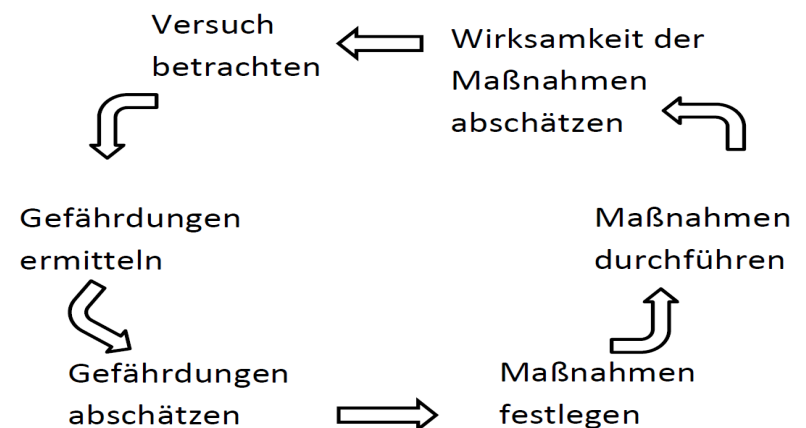 Versuch
betrachten
Wirksamkeit der
Maßnahmen
abschätzen
Gefährdungen
ermitteln
Maßnahmen
durchführen
Gefährdungen
abschätzen
Maßnahmen
festlegen